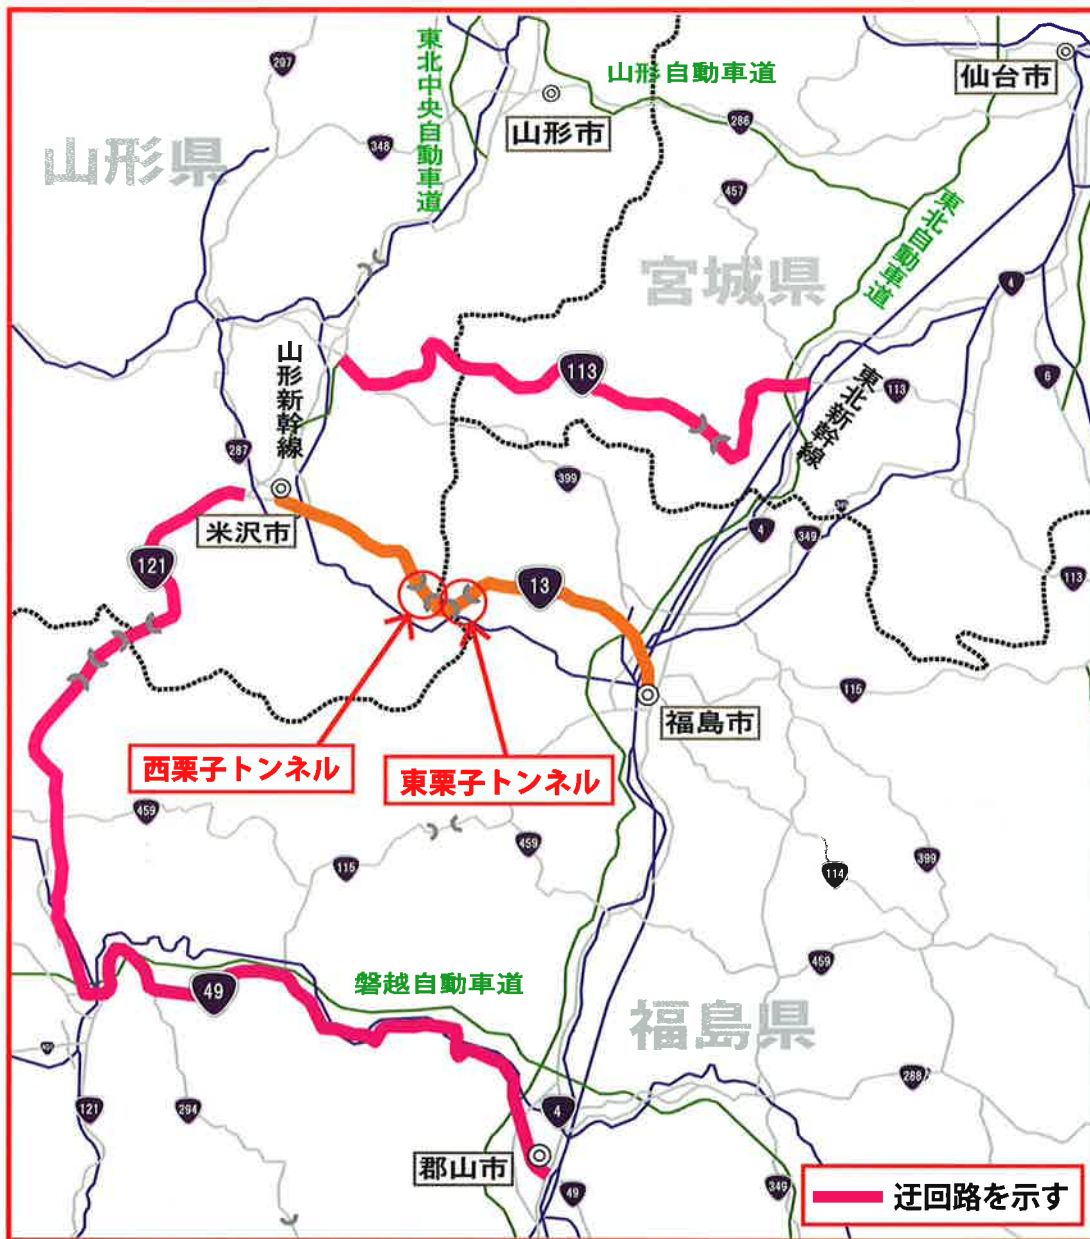 仙台市
山形自動車道
東北中央自動車道
297
山形市
286
348
山形県
457
東北自動車道
宮城県
4
山形新幹線
113
6
東北新幹線
113
287
399
米沢市
4
349
121
13
113
115
福島市
西栗子トンネル
東栗子トンネル
459
459
115
399
114
459
磐越自動車道
49
福島県
288
121
294
4
郡山市
49
349
迂回路を示す